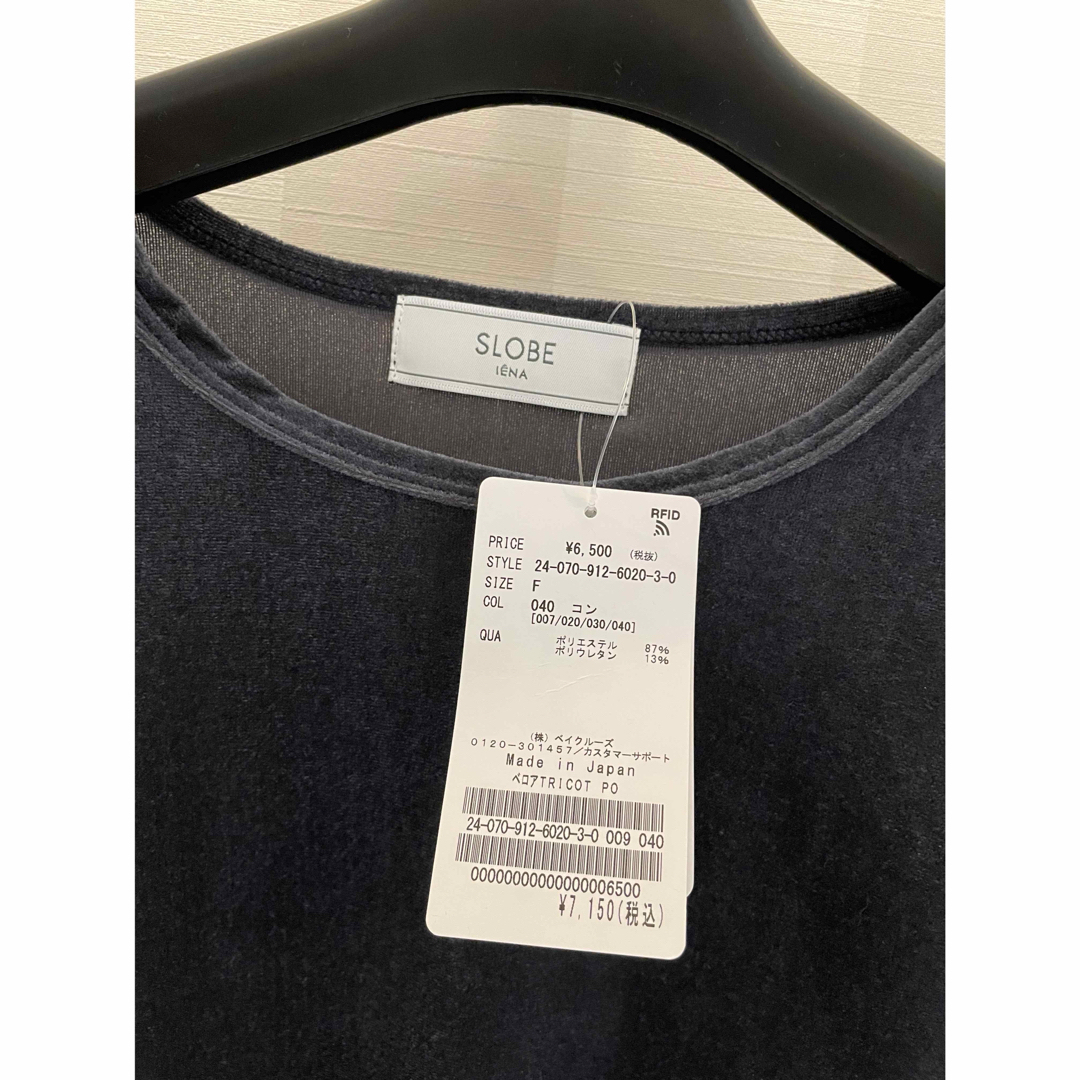 SLOBE
IÉNA
RFID
PRICE ¥6,500 (税抜)
STYLE 24-070-912-6020-3-0
SIZE F
COL 040 コン
[007/020/030/040]
QUA ポリエステル 87%
ポリウレタン 13%
(株) ベイクルーズ
0120-301457/カスタマーサポート
Made in Japan
ベロアTRICOT PO
24-070-912-6020-3-0 009 040
00000000000000006500
¥7,150(税込)